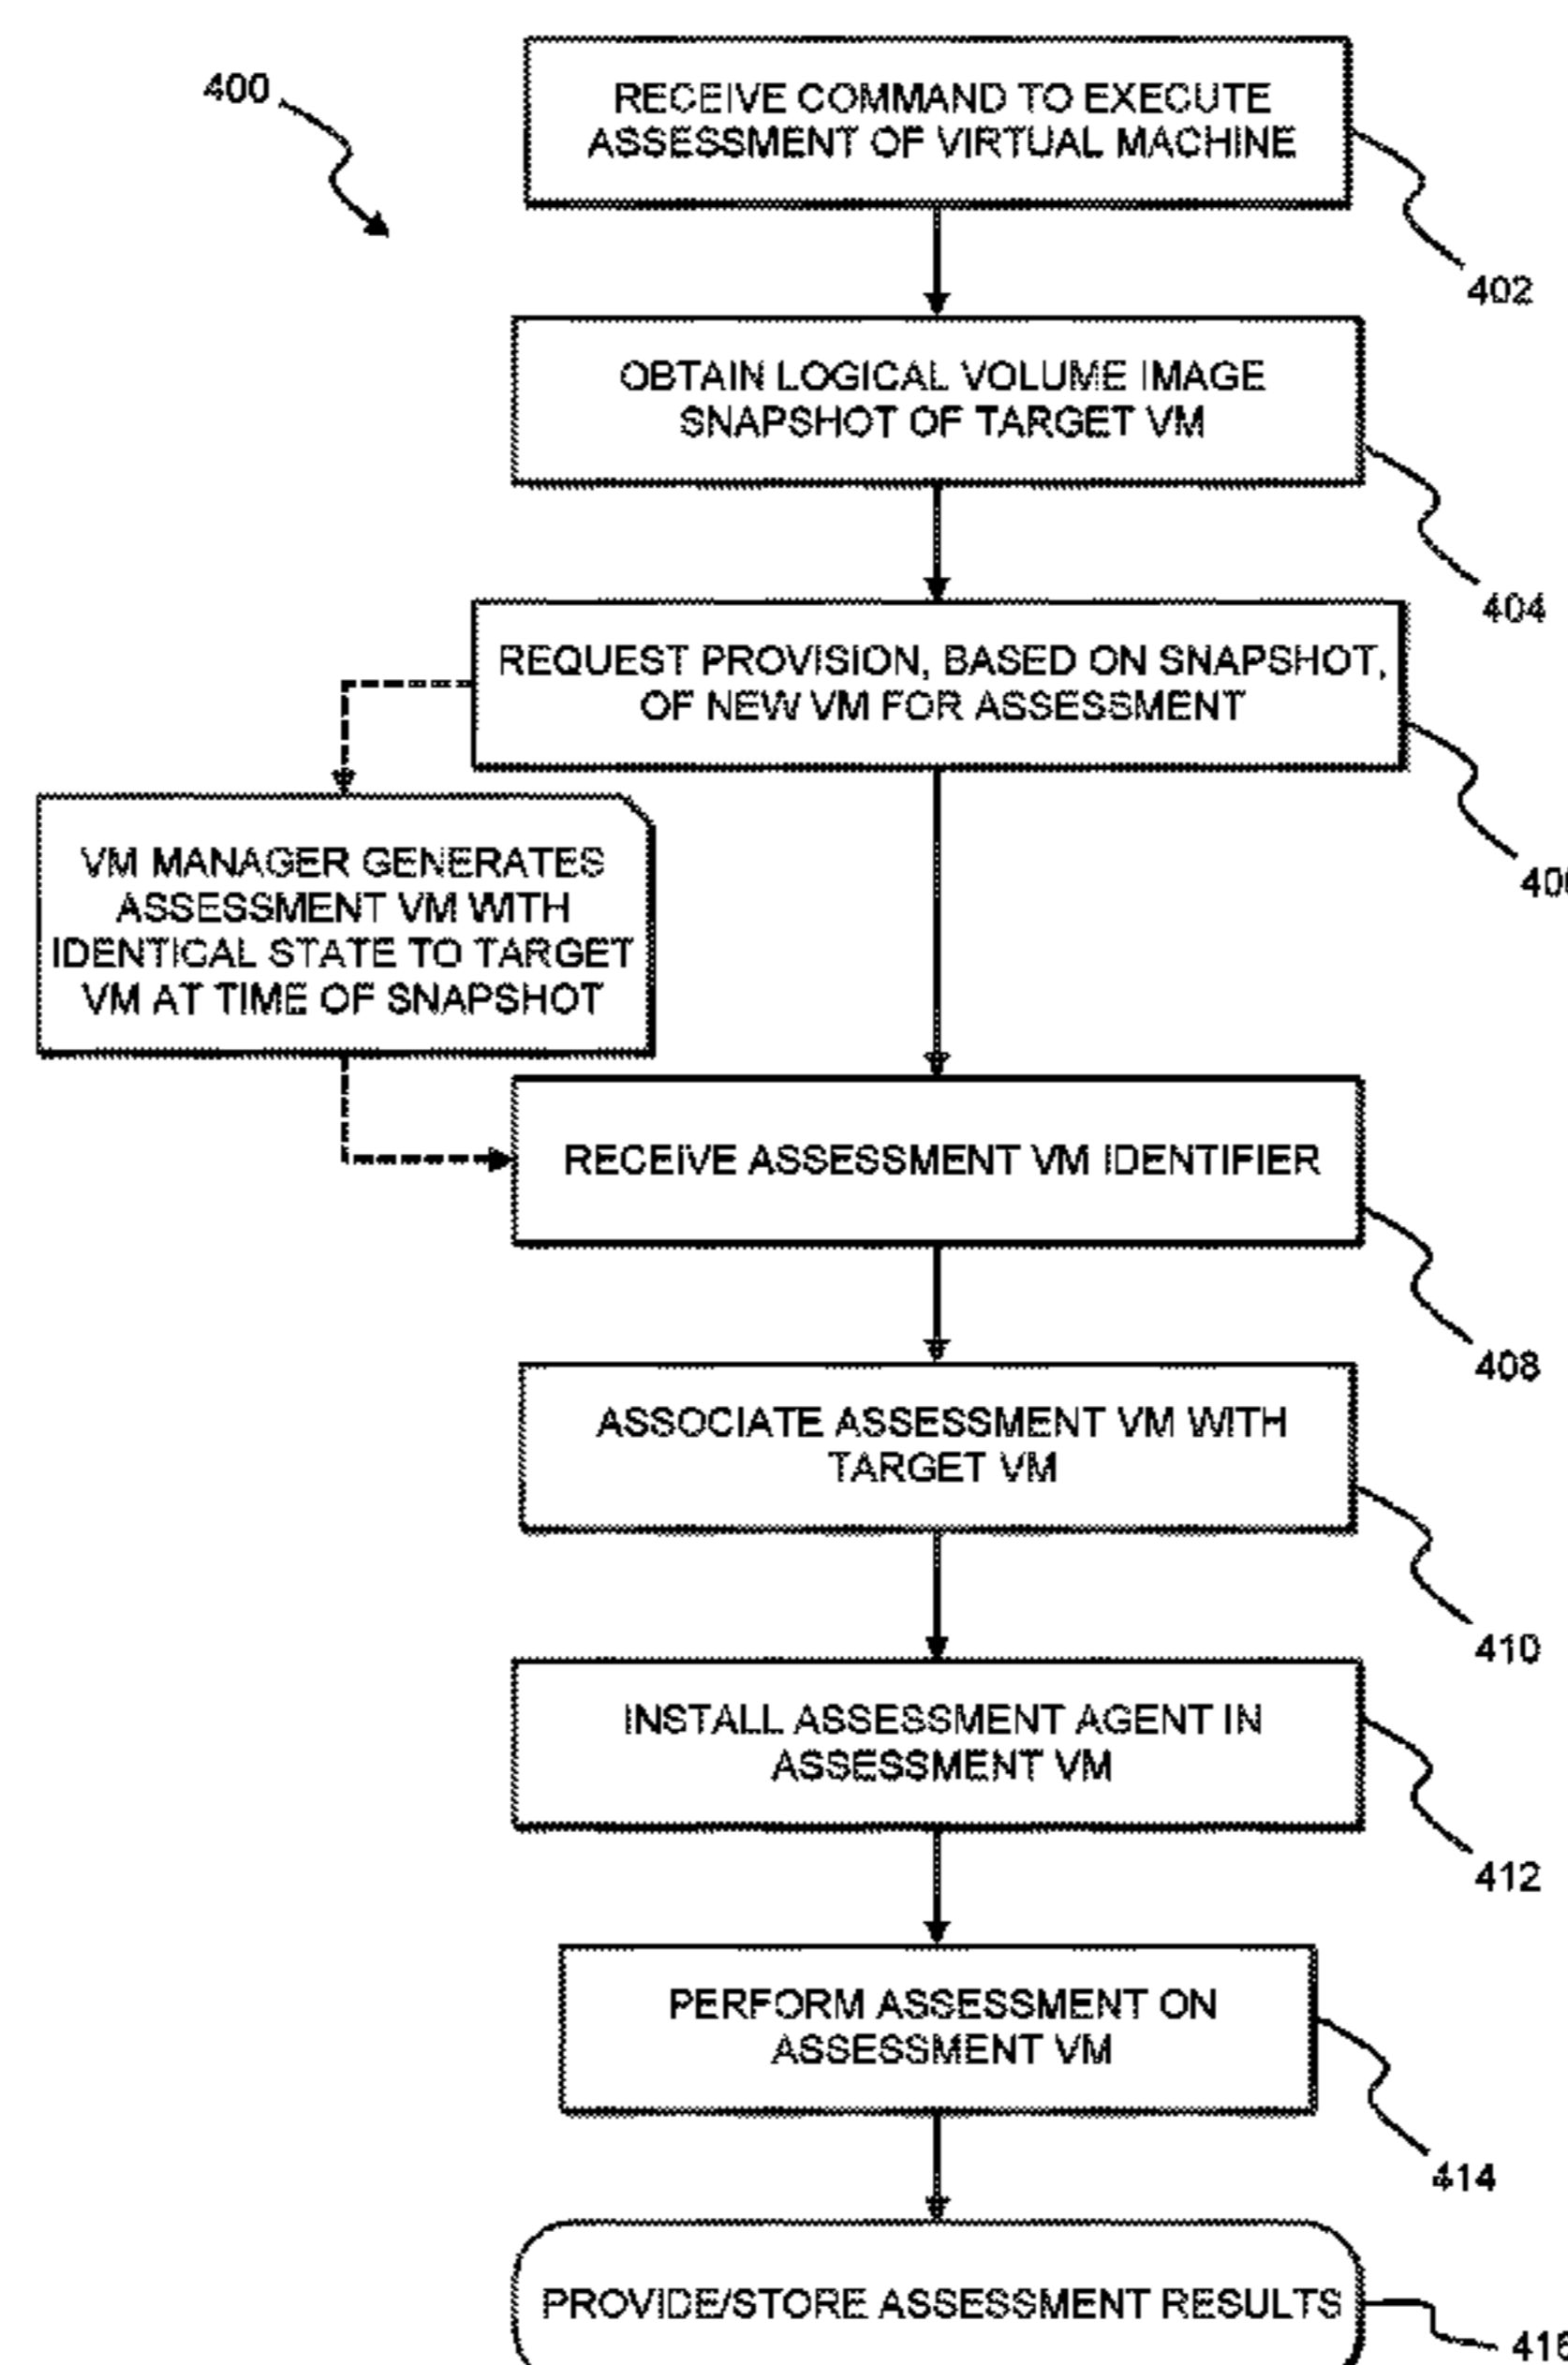 400
RECEIVE COMMAND TO EXECUTE
ASSESSMENT OF VIRTUAL MACHINE
402
OBTAIN LOGICAL VOLUME IMAGE
SNAPSHOT OF TARGET VM
404
REQUEST PROVISION, BASED ON SNAPSHOT,
OF NEW VM FOR ASSESSMENT
VM MANAGER GENERATES
ASSESSMENT VM WITH
IDENTICAL STATE TO TARGET
VM AT TIME OF SNAPSHOT
RECEIVE ASSESSMENT VM IDENTIFIER
408
ASSOCIATE ASSESSMENT VM WITH
TARGET VM
410
INSTALL ASSESSMENT AGENT IN
ASSESSMENT VM
412
PERFORM ASSESSMENT ON
ASSESSMENT VM
414
PROVIDE/STORE ASSESSMENT RESULTS
416